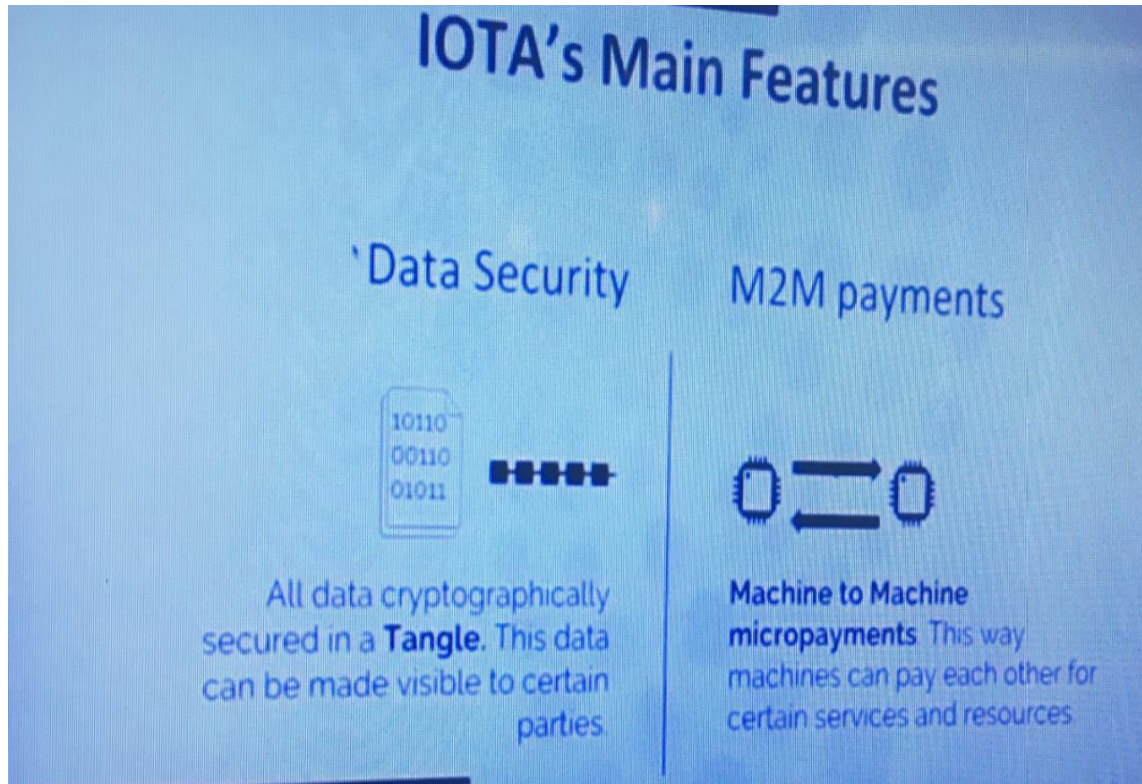 IOTA's Main Features
Data Security
M2M payments
10110
00110
01011
All data cryptographically
secured in a Tangle. This data
can be made visible to certain
parties.
Machine to Machine
micropayments. This way
machines can pay each other for
certain services and resources.